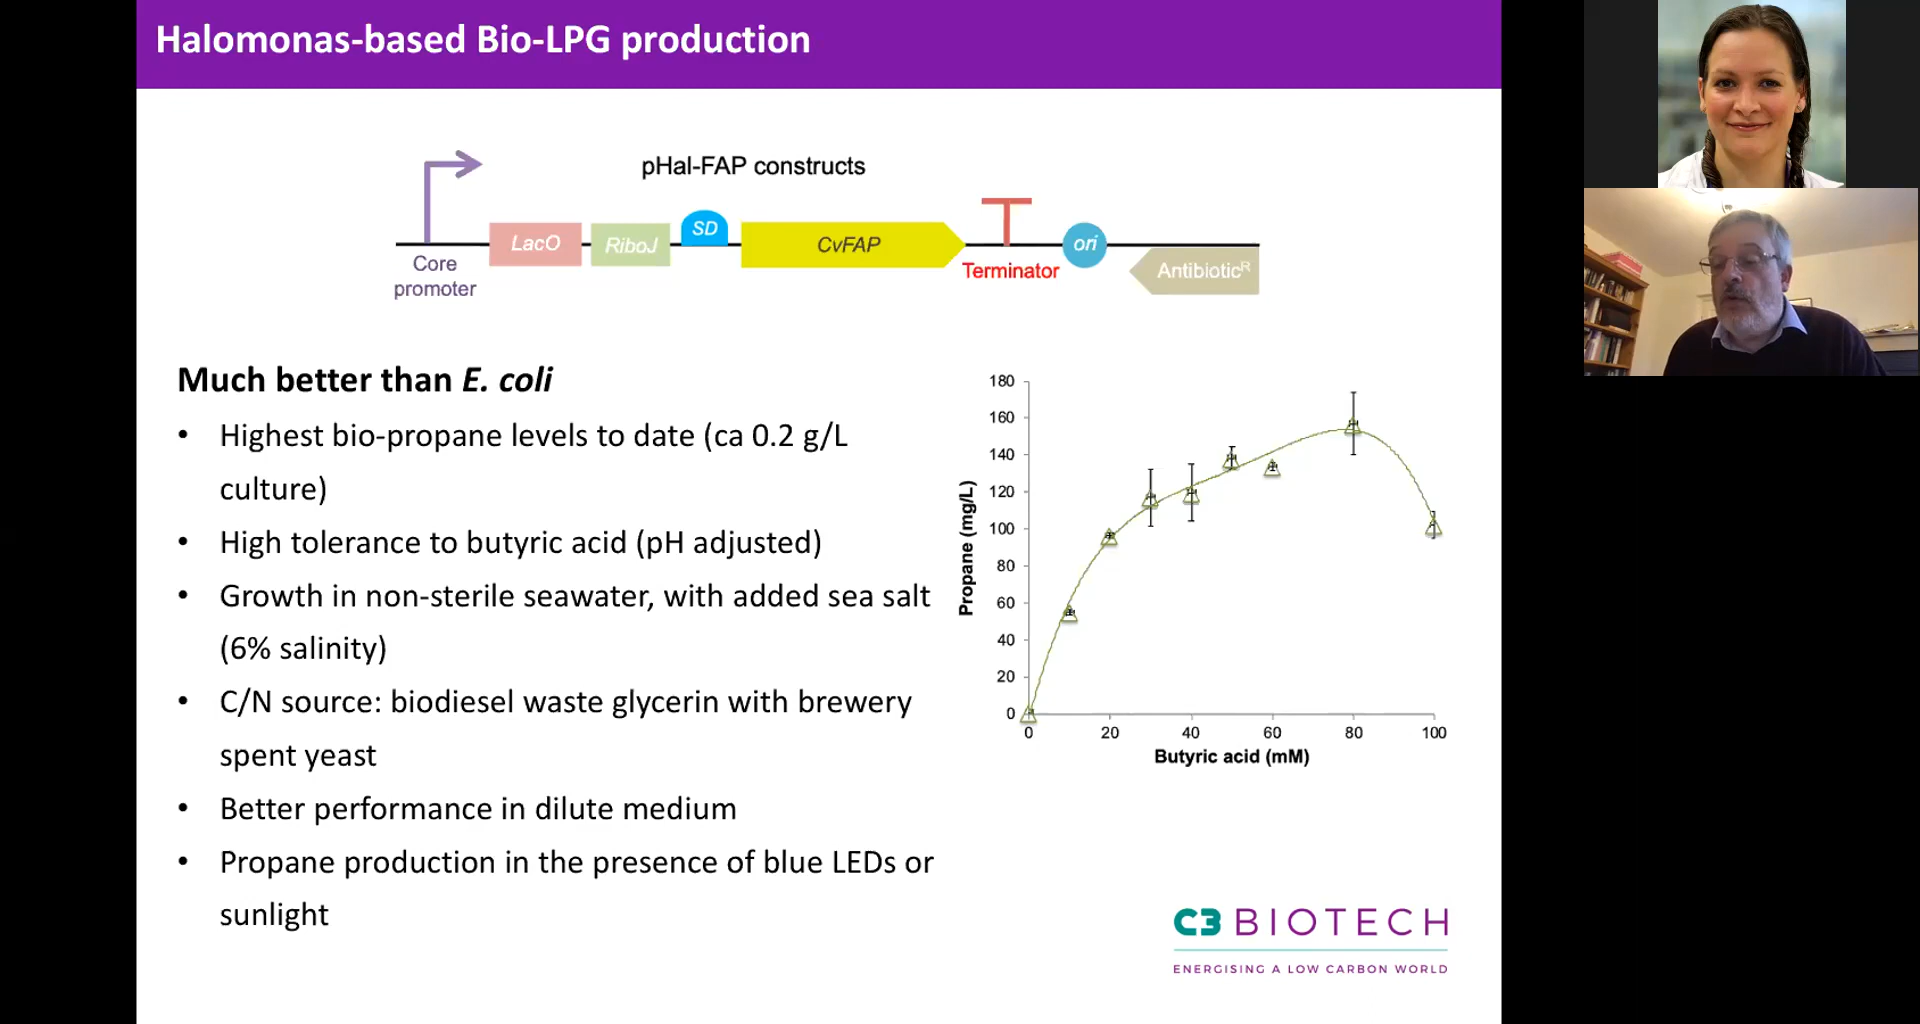 Halomonas-based Bio-LPG production
pHal-FAP constructs
LacO
RiboJ
SD
CvFAP
ori
Core
promoter
Terminator
Antibioticᴿ
Much better than E. coli
• Highest bio-propane levels to date (ca 0.2 g/L
culture)
• High tolerance to butyric acid (pH adjusted)
• Growth in non-sterile seawater, with added sea salt
(6% salinity)
• C/N source: biodiesel waste glycerin with brewery
spent yeast
• Better performance in dilute medium
• Propane production in the presence of blue LEDs or
sunlight
Propane (mg/L)
180
160
140
120
100
80
60
40
20
0
0 20 40 60 80 100
Butyric acid (mM)
C3 BIOTECH
ENERGISING A LOW CARBON WORLD